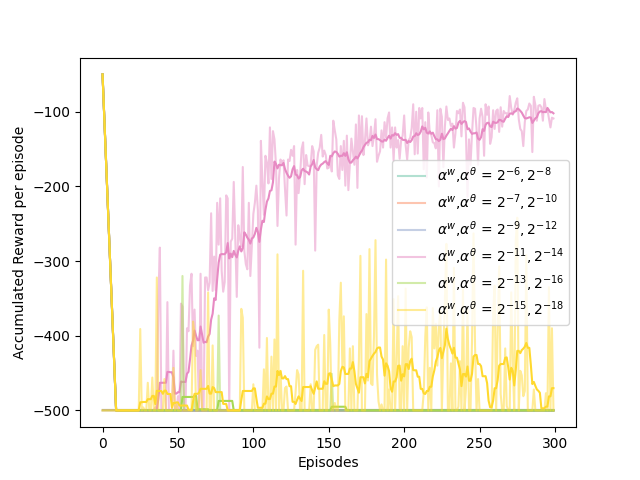 Accumulated Reward per episode
−100
−200
−300
−400
−500
0 50 100 150 200 250 300
Episodes
α^w,α^θ = 2^−6, 2^−8
α^w,α^θ = 2^−7, 2^−10
α^w,α^θ = 2^−9, 2^−12
α^w,α^θ = 2^−11, 2^−14
α^w,α^θ = 2^−13, 2^−16
α^w,α^θ = 2^−15, 2^−18